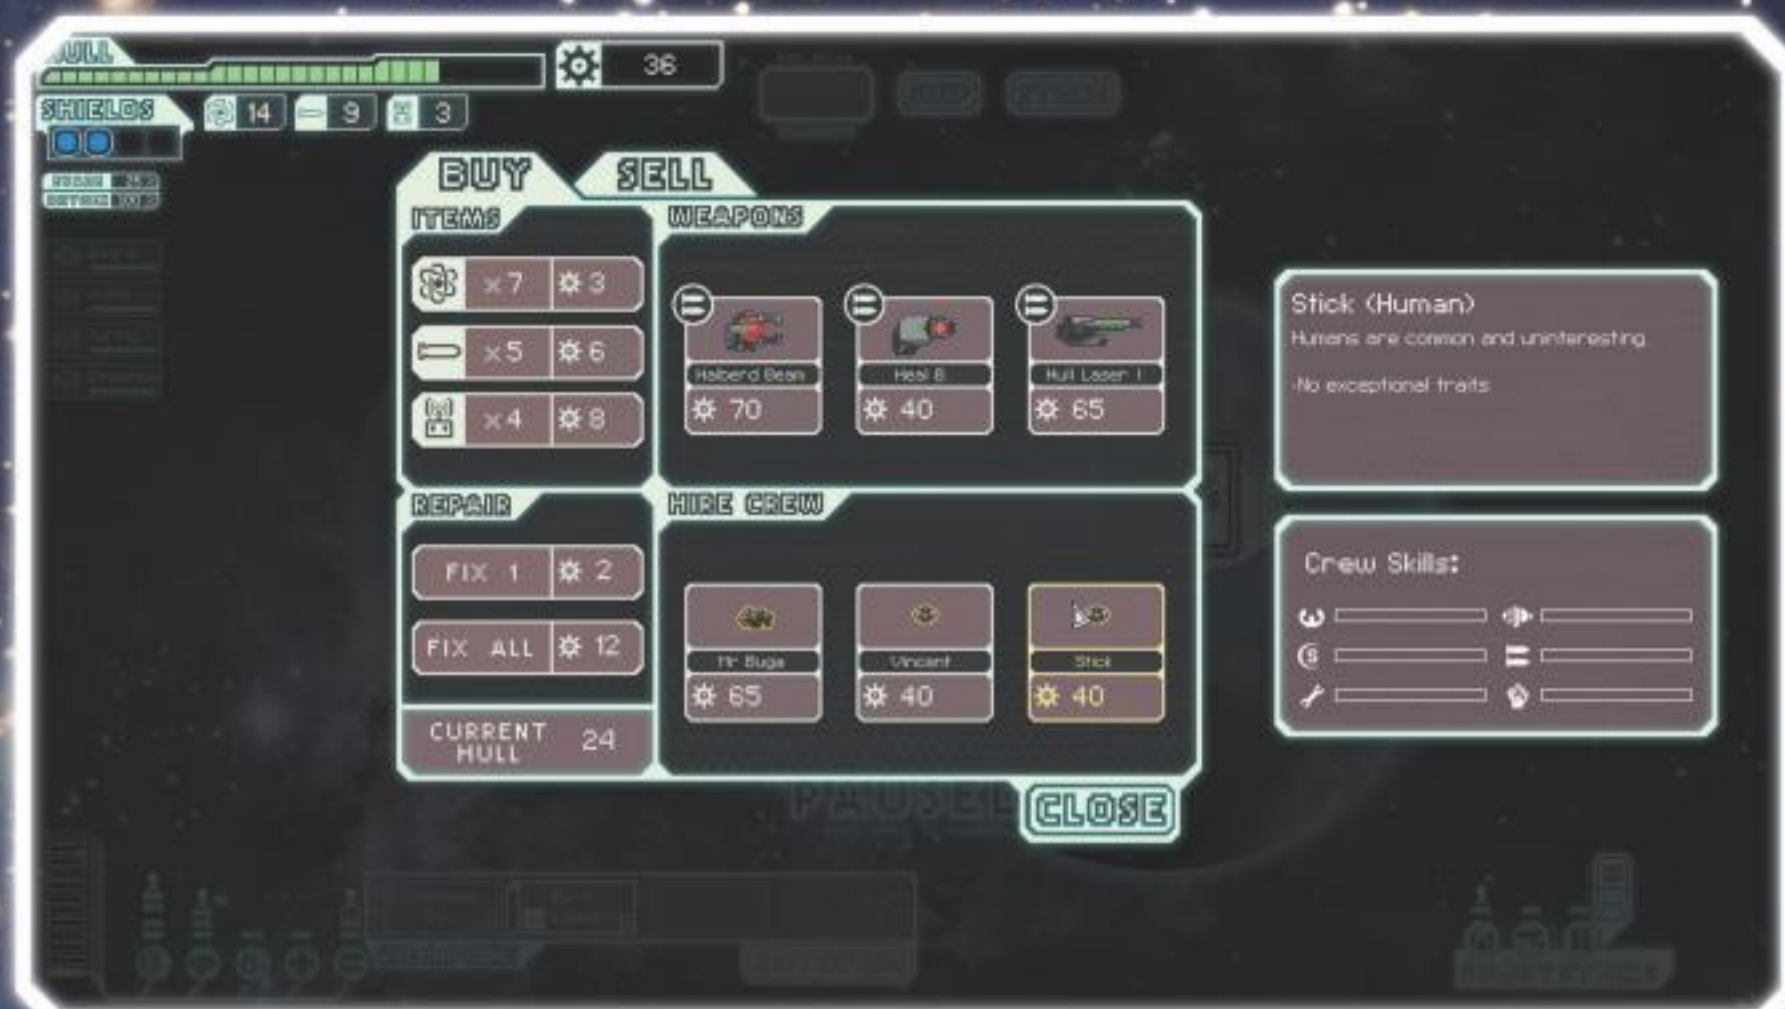 HULL
36
SHIELDS
14
9
3
BUY
SELL
ITEMS
WEAPONS
x7
3
x5
6
x4
8
Halberd Beam
Heal B
Hull Laser 1
70
40
65
Stick (Human)
Humans are common and uninteresting.
-No exceptional traits
REPAIR
HIRE CREW
FIX 1
2
FIX ALL
12
CURRENT
HULL
24
Mr Buga
Vincent
Stick
65
40
40
Crew Skills:
CLOSE